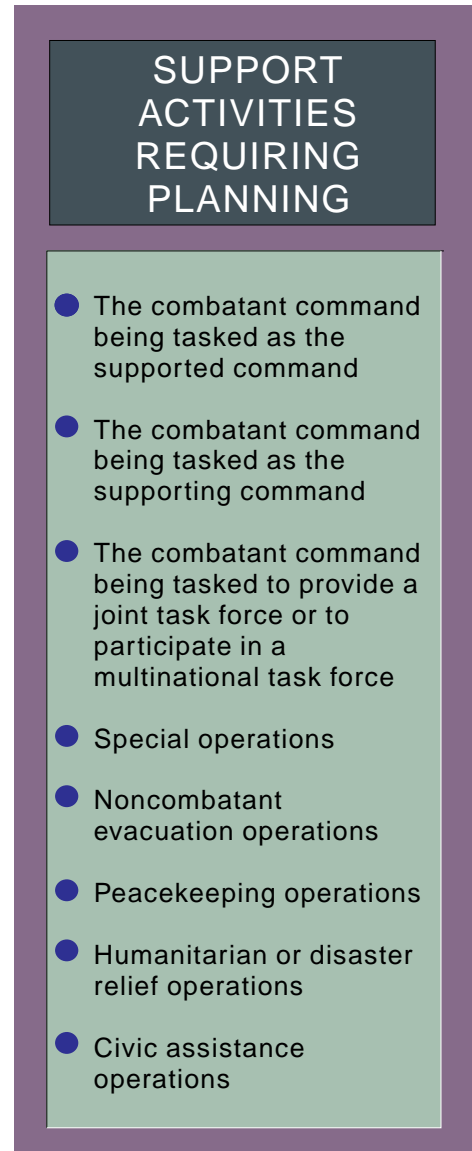 SUPPORT
ACTIVITIES
REQUIRING
PLANNING
The combatant command
being tasked as the
supported command
The combatant command
being tasked as the
supporting command
The combatant command
being tasked to provide a
joint task force or to
participate in a
multinational task force
Special operations
Noncombatant
evacuation operations
Peacekeeping operations
Humanitarian or disaster
relief operations
Civic assistance
operations